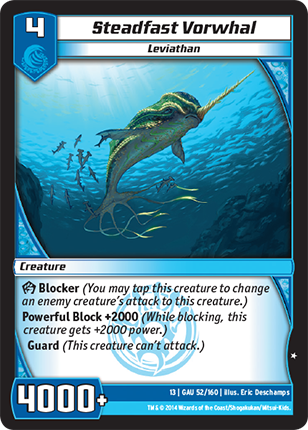 4
Steadfast Vorwhal
Leviathan
Creature
Blocker (You may tap this creature to change
an enemy creature's attack to this creature.)
Powerful Block +2000 (While blocking, this
creature gets +2000 power.)
Guard (This creature can't attack.)
13 | GAU 52/160 | Illus. Eric Deschamps
4000+
TM & © 2014 Wizards of the Coast/Shogakukan/Mitsui-Kids.